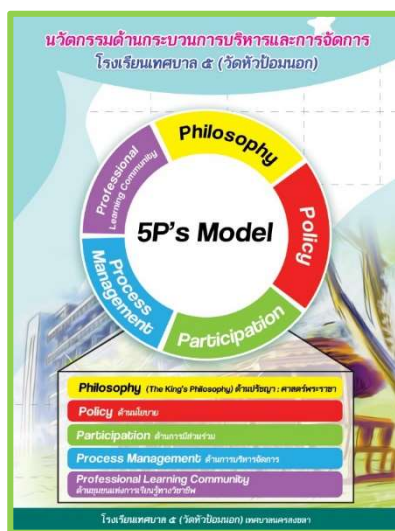 นวัตกรรมด้านกระบวนการบริหารและการจัดการ
โรงเรียนเทศบาล ๕ (วัดหัวป้อมนอก)
Philosophy
Policy
Participation
Process
Management
Professional
Learning Community
5P's Model
Philosophy (The King's Philosophy) ด้านปรัชญา : ศาสตร์พระราชา
Policy ด้านนโยบาย
Participation ด้านการมีส่วนร่วม
Process Management ด้านการบริหารจัดการ
Professional Learning Community
ด้านชุมชนแห่งการเรียนรู้ทางวิชาชีพ
โรงเรียนเทศบาล ๕ (วัดหัวป้อมนอก) เทศบาลนครสงขลา